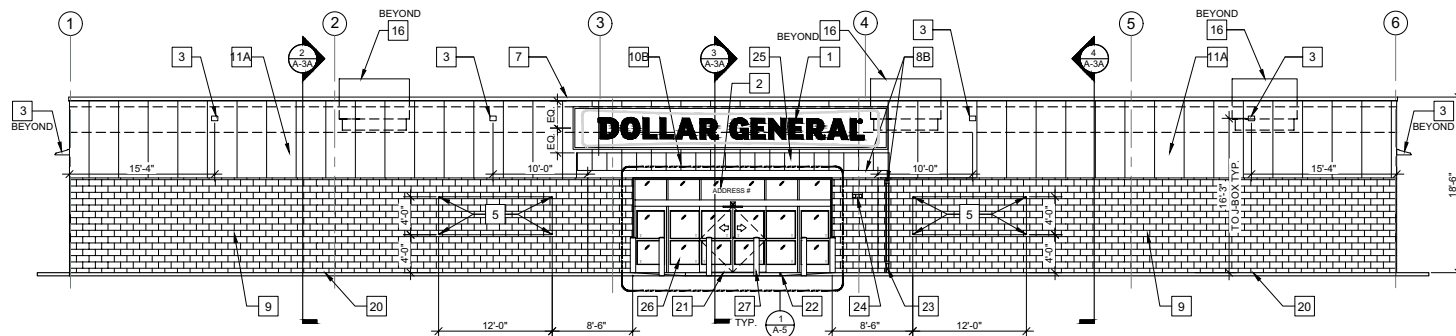 1
2
3
4
5
6
BEYOND
16
BEYOND
16
BEYOND
16
3
11A
2
A-3A
3
7
10B
3
A-3A
25
1
2
8B
3
4
A-3A
11A
3
3
BEYOND
3
BEYOND
EQ.
EQ.
DOLLAR GENERAL
15'-4"
10'-0"
10'-0"
15'-4"
ADDRESS #
16'-3"
T.O J-BOX TYP.
18'-6"
5
4'-0"
4'-0"
5
4'-0"
4'-0"
9
20
26
21
27
22
24
23
9
20
TYP.
1
A-5
12'-0"
8'-6"
8'-6"
12'-0"